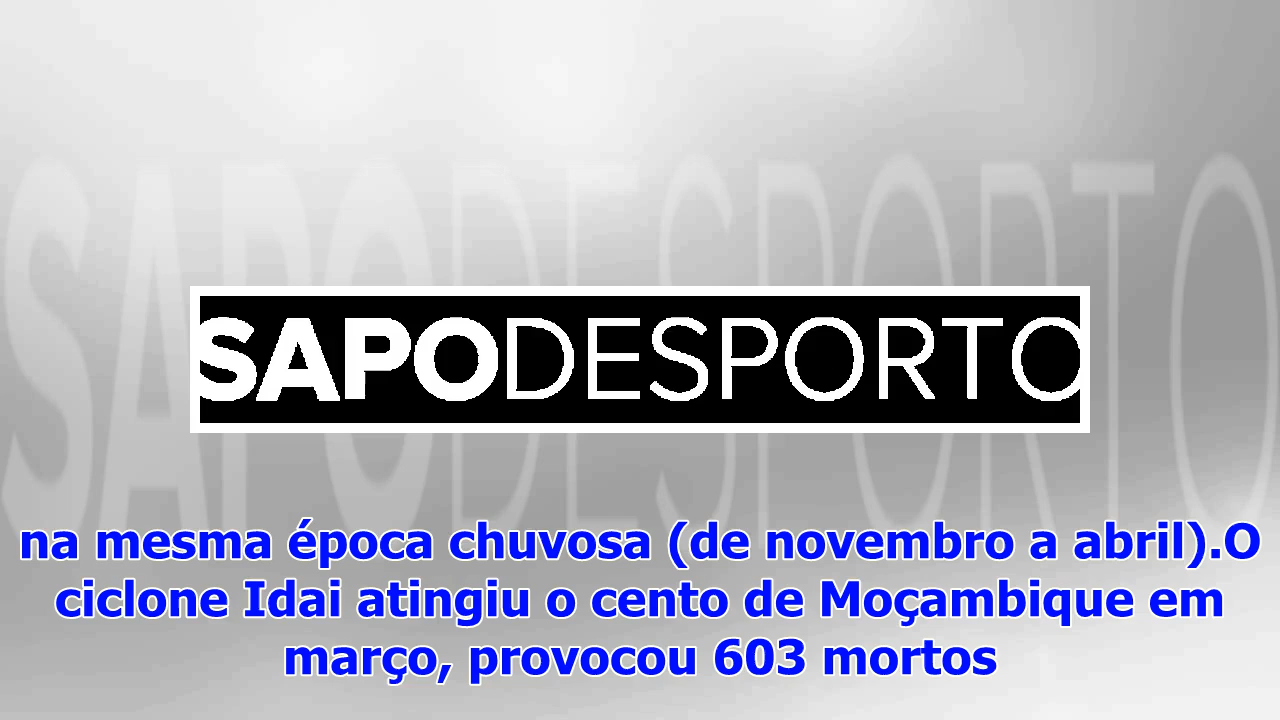 SAPODESPORTO
SAPODESPORTO
na mesma época chuvosa (de novembro a abril).O
ciclone Idai atingiu o cento de Moçambique em
março, provocou 603 mortos